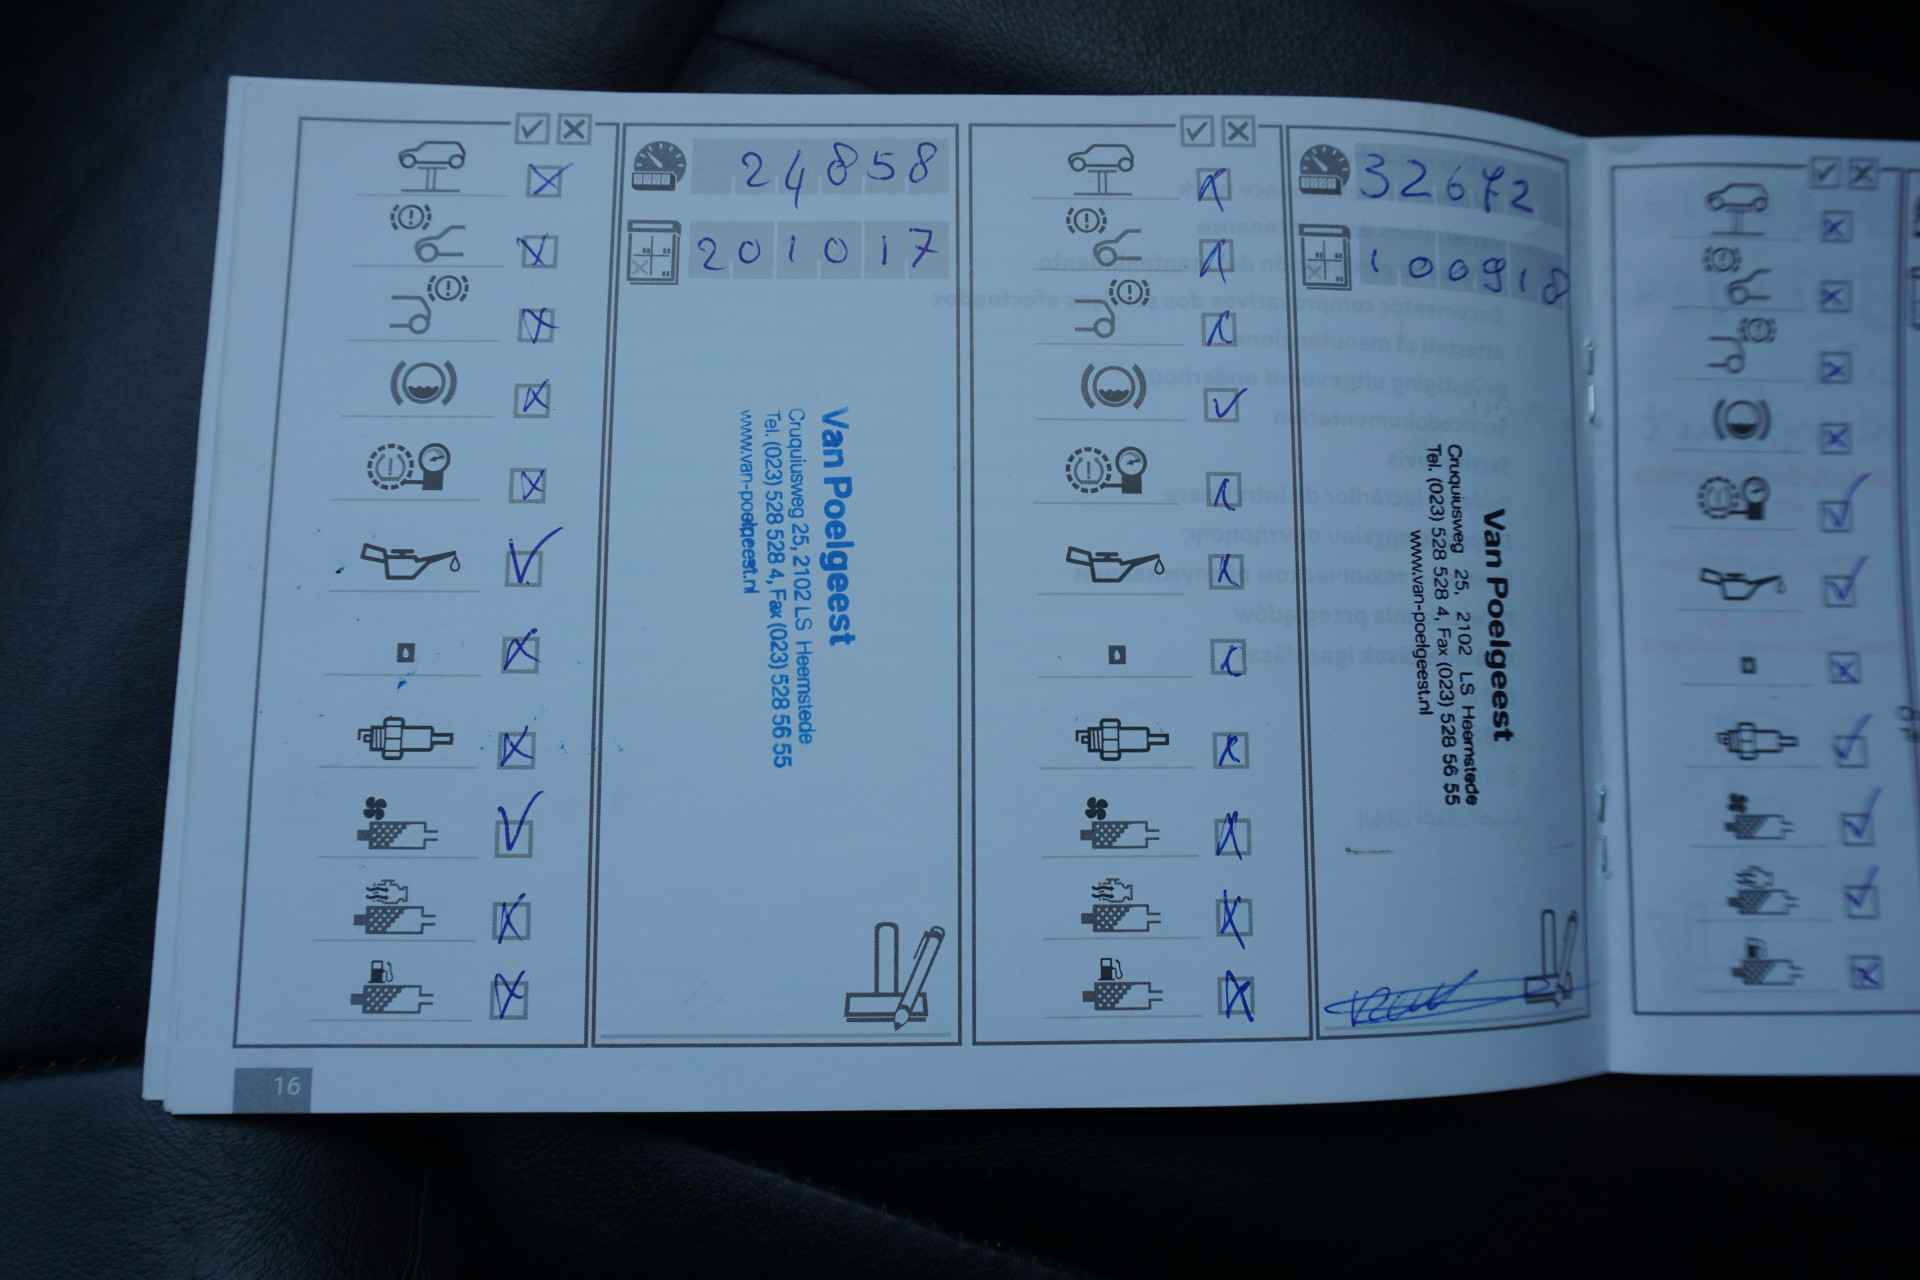 24858
201017
Van Poelgeest
Cruquiusweg 25, 2102 LS Heemstede
Tel. (023) 528 528 4, Fax (023) 528 56 55
www.van-poelgeest.nl
32672
100918
Van Poelgeest
Cruquiusweg 25, 2102 LS Heemstede
Tel. (023) 528 528 4, Fax (023) 528 56 55
www.van-poelgeest.nl
16